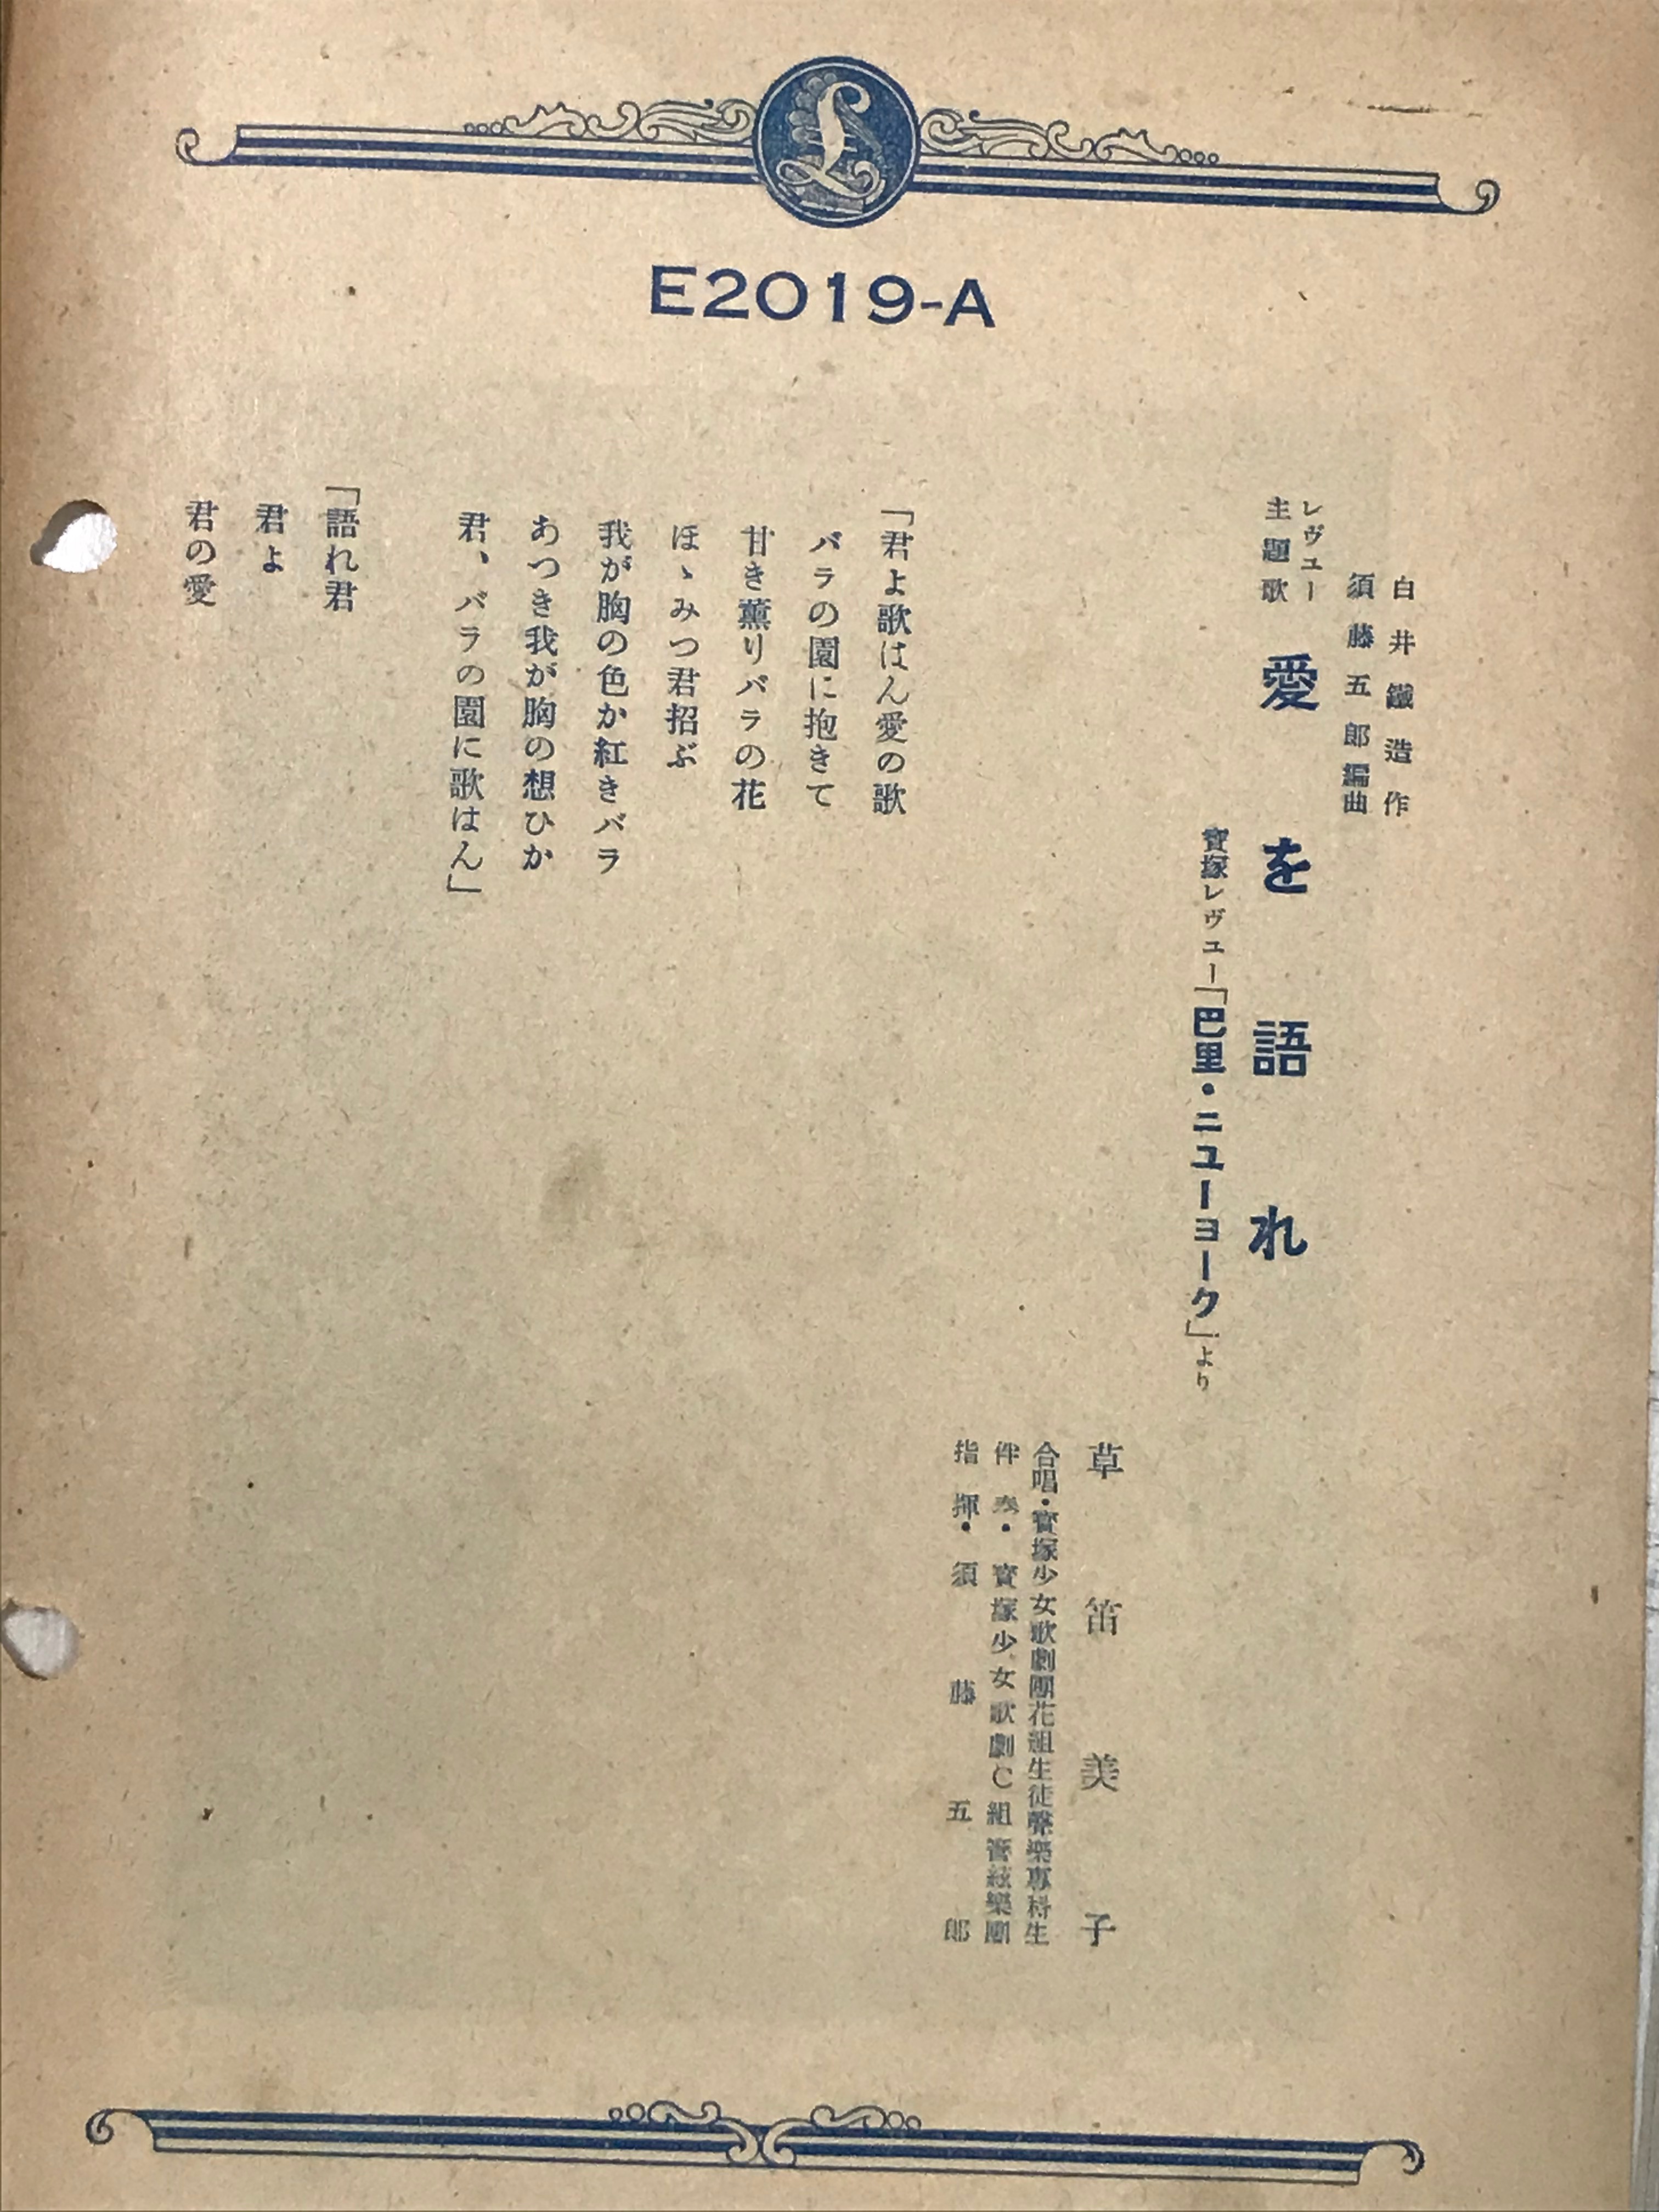 E2019-A
白井鐵造作
須藤五郎編曲
レヴユー
主題歌
愛を語れ
寶塚レヴユー「巴里・ニューヨーク」より
草笛美子
合唱・寶塚少女歌劇團花組生徒聲樂專科生
伴奏・寶塚少女歌劇C組管絃樂團
指揮・須藤五郎
「君よ歌はん愛の歌
バラの園に抱きて
甘き薫りバラの花
ほゝみつ君招ぶ
我が胸の色か紅きバラ
あつき我が胸の想ひか
君、バラの園に歌はん」
「語れ君
君よ
君の愛